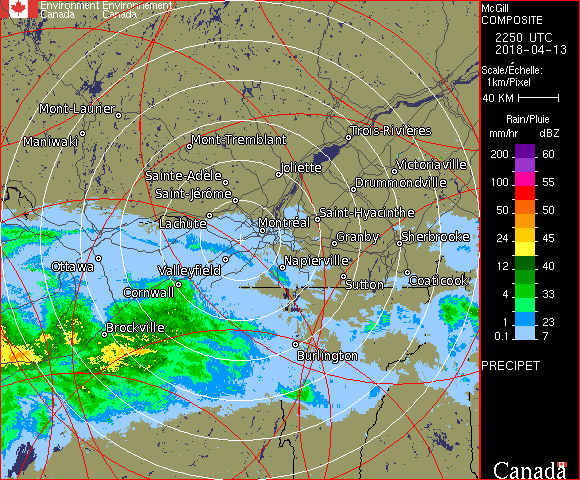 Environment Environnement
Canada Canada
McGill
COMPOSITE
2250 UTC
2018-04-13
Scale/Échelle:
1km/Pixel
40 KM
Rain/Pluie
mm/hr dBZ
200 60
100 55
50 50
24 45
12 40
4 33
1 23
0.1 7
PRECIPET
Canada
Mont-Laurier
Maniwaki
Mont-Tremblant
Trois-Rivières
Joliette
Victoriaville
Sainte-Adèle
Drummondville
Saint-Jérôme
Saint-Hyacinthe
Lachute
Montréal
Granby
Sherbrooke
Ottawa
Valleyfield
Napierville
Sutton
Coaticook
Cornwall
Brockville
Burlington